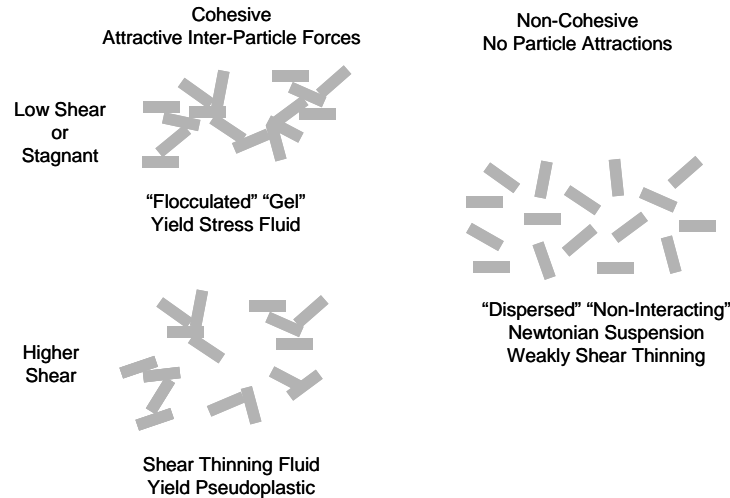 Cohesive
Attractive Inter-Particle Forces
Non-Cohesive
No Particle Attractions
Low Shear
or
Stagnant
“Flocculated” “Gel”
Yield Stress Fluid
“Dispersed” “Non-Interacting”
Newtonian Suspension
Weakly Shear Thinning
Higher
Shear
Shear Thinning Fluid
Yield Pseudoplastic